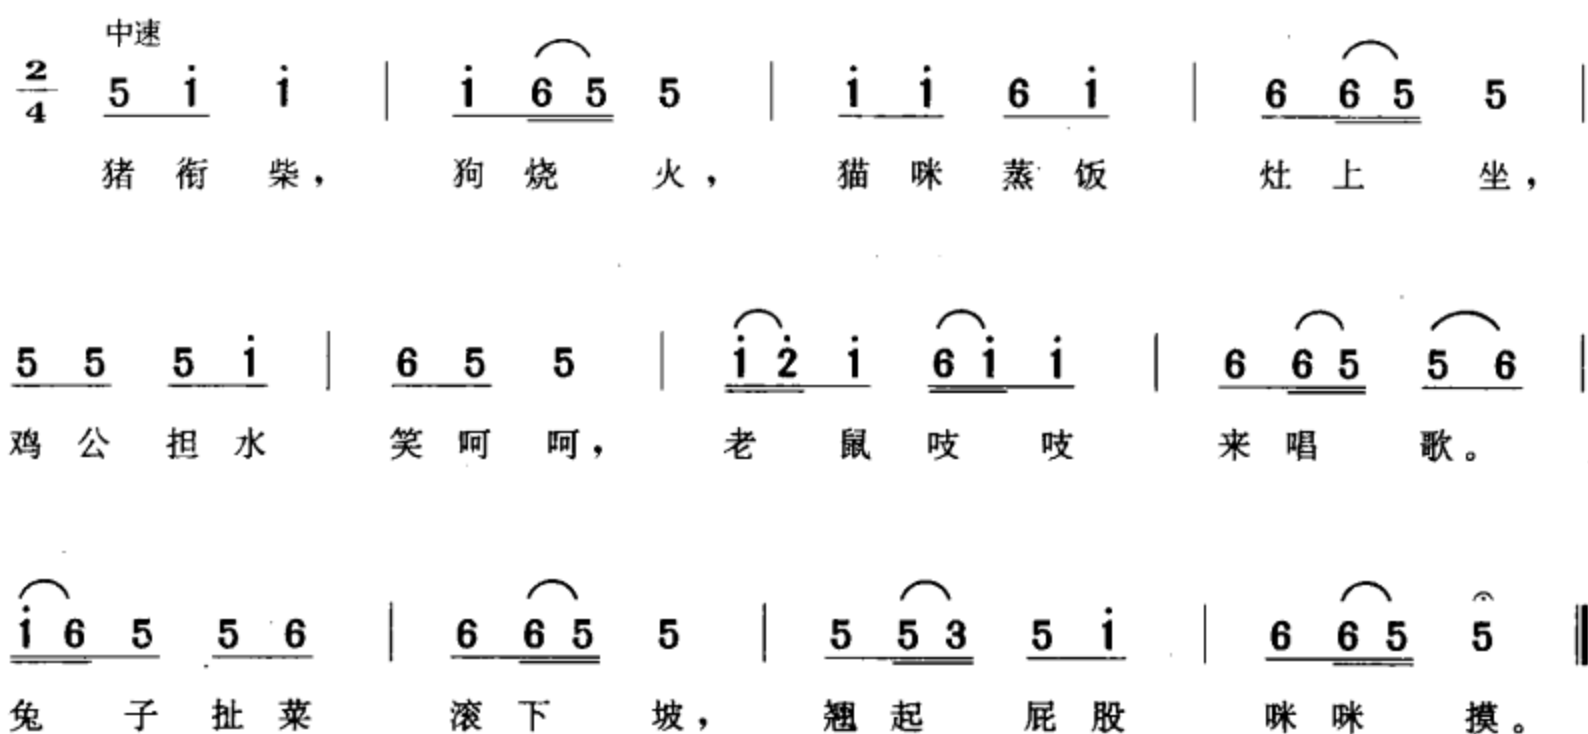 中速
2/4 5 i i | i 6 5 5 | i i 6 i | 6 6 5 5 |
猪衔柴， 狗烧火， 猫咪蒸饭 灶上坐，
5 5 5 i | 6 5 5 | i 2̇ i 6 i i | 6 6 5 5 6 |
鸡公担水 笑呵呵， 老鼠吱吱 来唱歌。
i 6 5 5 6 | 6 6 5 5 | 5 5 3 5 i | 6 6 5 5 ‖
兔子扯菜 滚下坡， 翘起屁股 咪咪摸。